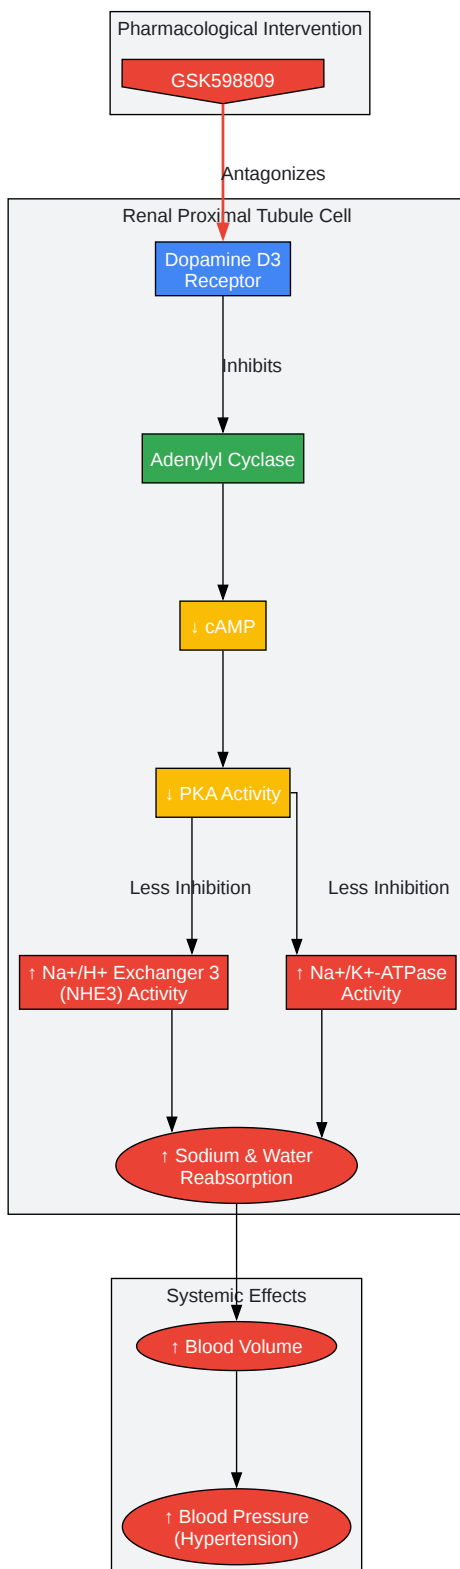 Pharmacological Intervention
GSK598809
Antagonizes
Renal Proximal Tubule Cell
Dopamine D3
Receptor
Inhibits
Adenylyl Cyclase
↓ cAMP
↓ PKA Activity
Less Inhibition
Less Inhibition
↑ Na+/H+ Exchanger 3
(NHE3) Activity
↑ Na+/K+-ATPase
Activity
↑ Sodium & Water
Reabsorption
Systemic Effects
↑ Blood Volume
↑ Blood Pressure
(Hypertension)